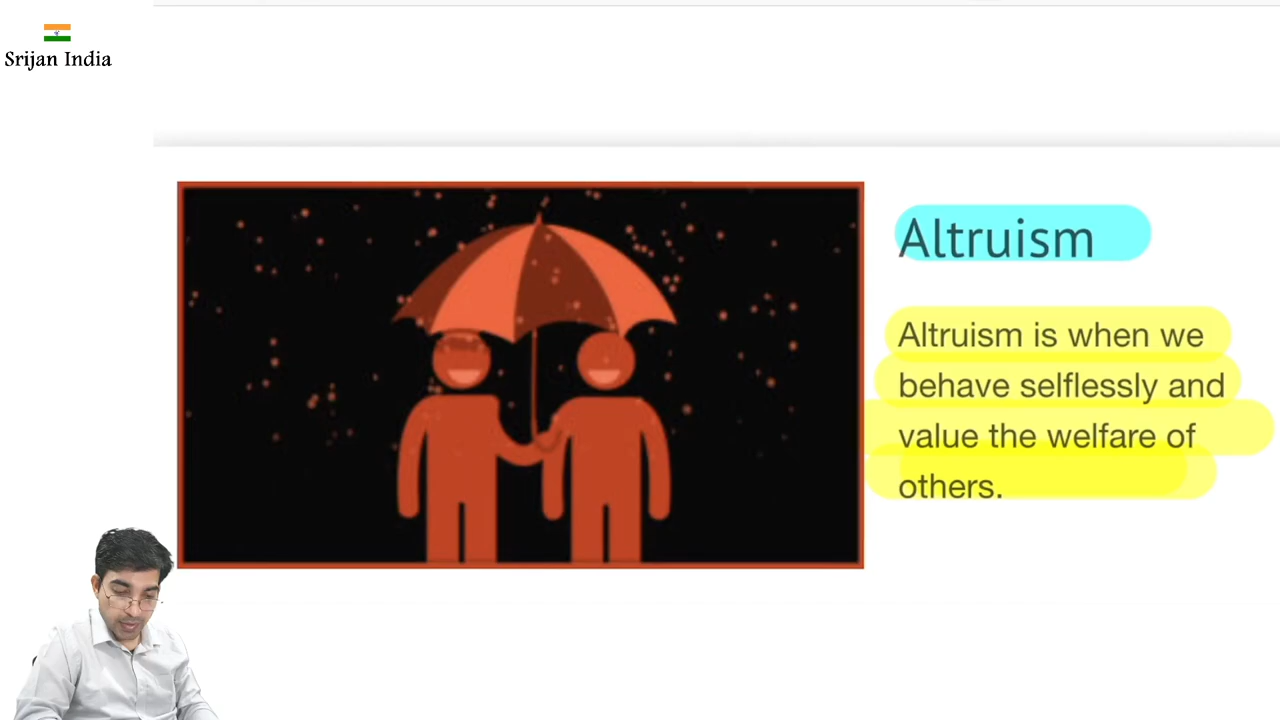 Srijan India
Altruism
Altruism is when we
behave selflessly and
value the welfare of
others.